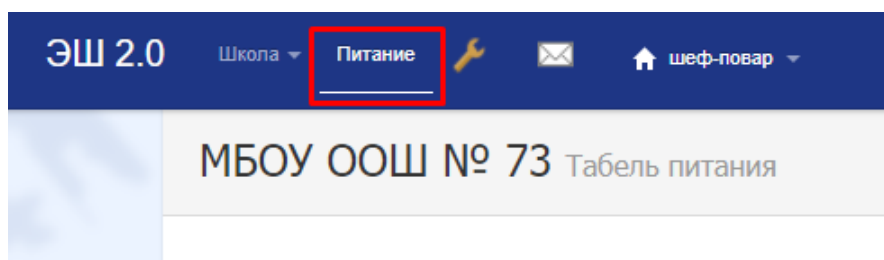 ЭШ 2.0 Школа Питание шеф-повар
МБОУ ООШ № 73 Табель питания